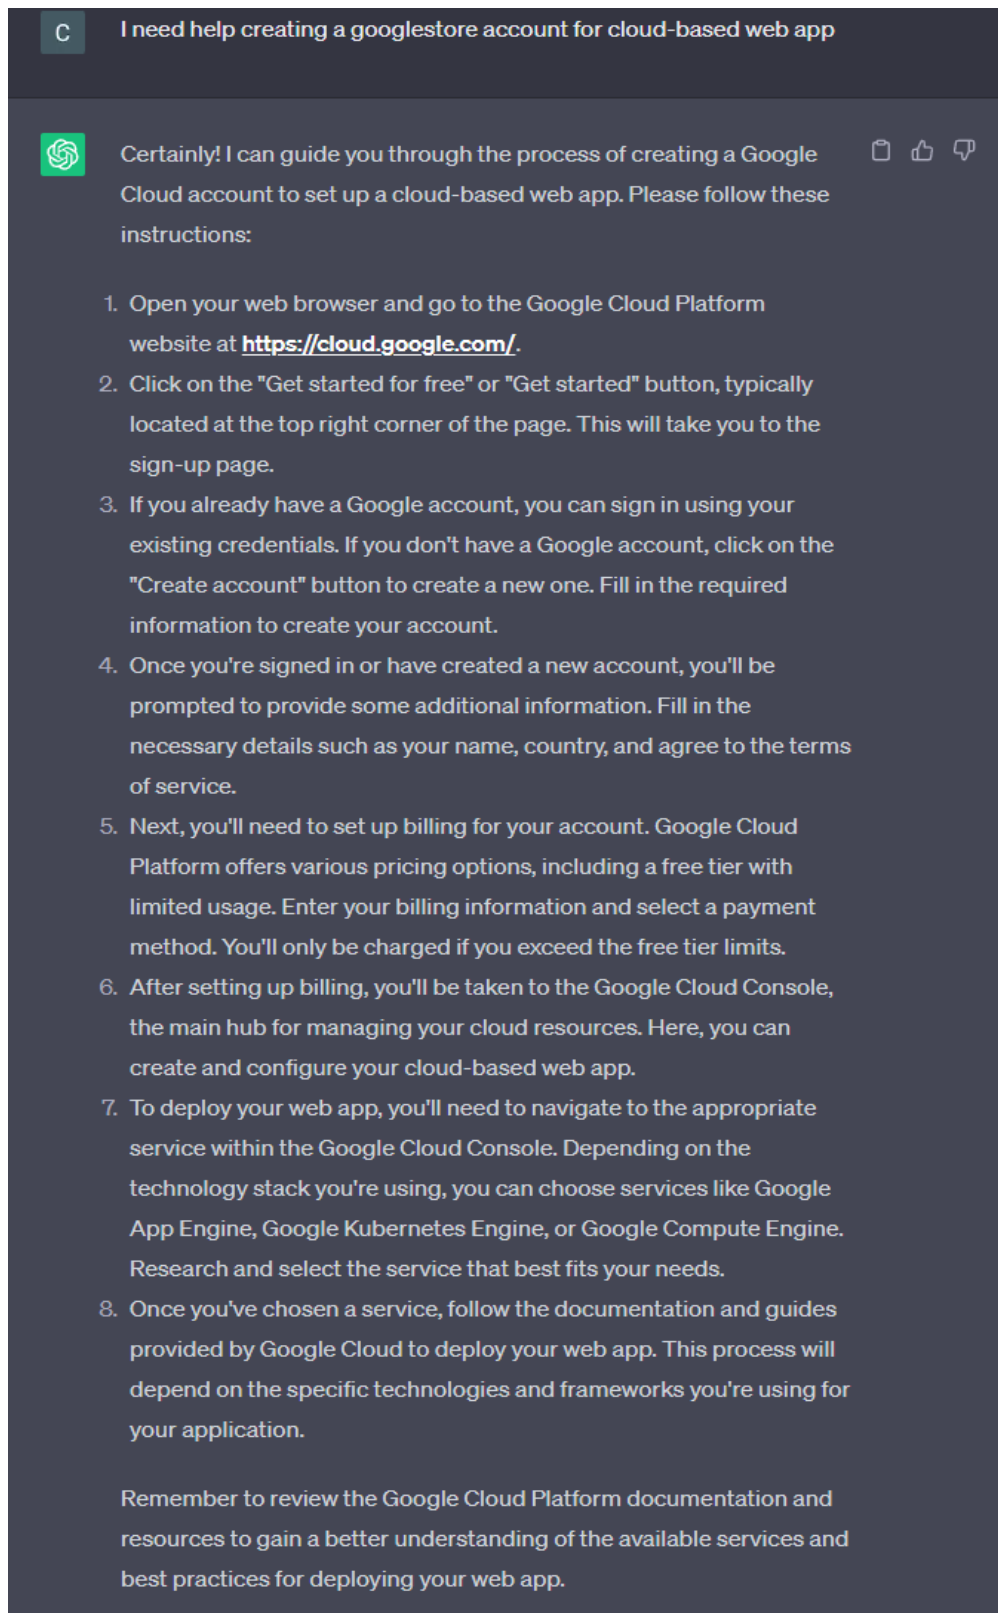 C
I need help creating a googlestore account for cloud-based web app
Certainly! I can guide you through the process of creating a Google
Cloud account to set up a cloud-based web app. Please follow these
instructions:
1. Open your web browser and go to the Google Cloud Platform
website at https://cloud.google.com/.
2. Click on the "Get started for free" or "Get started" button, typically
located at the top right corner of the page. This will take you to the
sign-up page.
3. If you already have a Google account, you can sign in using your
existing credentials. If you don't have a Google account, click on the
"Create account" button to create a new one. Fill in the required
information to create your account.
4. Once you're signed in or have created a new account, you'll be
prompted to provide some additional information. Fill in the
necessary details such as your name, country, and agree to the terms
of service.
5. Next, you'll need to set up billing for your account. Google Cloud
Platform offers various pricing options, including a free tier with
limited usage. Enter your billing information and select a payment
method. You'll only be charged if you exceed the free tier limits.
6. After setting up billing, you'll be taken to the Google Cloud Console,
the main hub for managing your cloud resources. Here, you can
create and configure your cloud-based web app.
7. To deploy your web app, you'll need to navigate to the appropriate
service within the Google Cloud Console. Depending on the
technology stack you're using, you can choose services like Google
App Engine, Google Kubernetes Engine, or Google Compute Engine.
Research and select the service that best fits your needs.
8. Once you've chosen a service, follow the documentation and guides
provided by Google Cloud to deploy your web app. This process will
depend on the specific technologies and frameworks you're using for
your application.
Remember to review the Google Cloud Platform documentation and
resources to gain a better understanding of the available services and
best practices for deploying your web app.